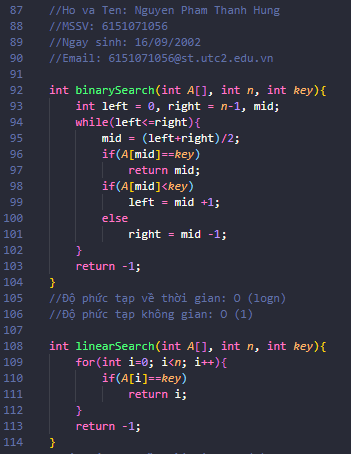 87 //Ho va Ten: Nguyen Pham Thanh Hung
88 //MSSV: 6151071056
89 //Ngay sinh: 16/09/2002
90 //Email: 6151071056@st.utc2.edu.vn
91
92 int binarySearch(int A[], int n, int key){
93 int left = 0, right = n-1, mid;
94 while(left<=right){
95 mid = (left+right)/2;
96 if(A[mid]==key)
97 return mid;
98 if(A[mid]<key)
99 left = mid +1;
100 else
101 right = mid -1;
102 }
103 return -1;
104 }
105 //Độ phức tạp về thời gian: O (logn)
106 //Độ phức tạp không gian: O (1)
107
108 int linearSearch(int A[], int n, int key){
109 for(int i=0; i<n; i++){
110 if(A[i]==key)
111 return i;
112 }
113 return -1;
114 }